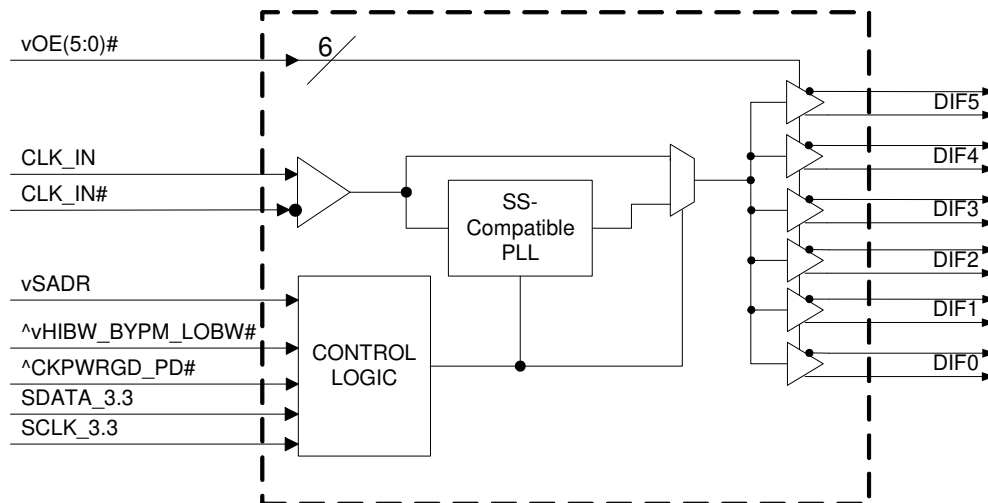 vOE(5:0)#
6
DIF5
CLK_IN
DIF4
CLK_IN#
SS-
Compatible
PLL
DIF3
DIF2
vSADR
DIF1
^vHIBW_BYPM_LOBW#
CONTROL
LOGIC
^CKPWRGD_PD#
DIF0
SDATA_3.3
SCLK_3.3